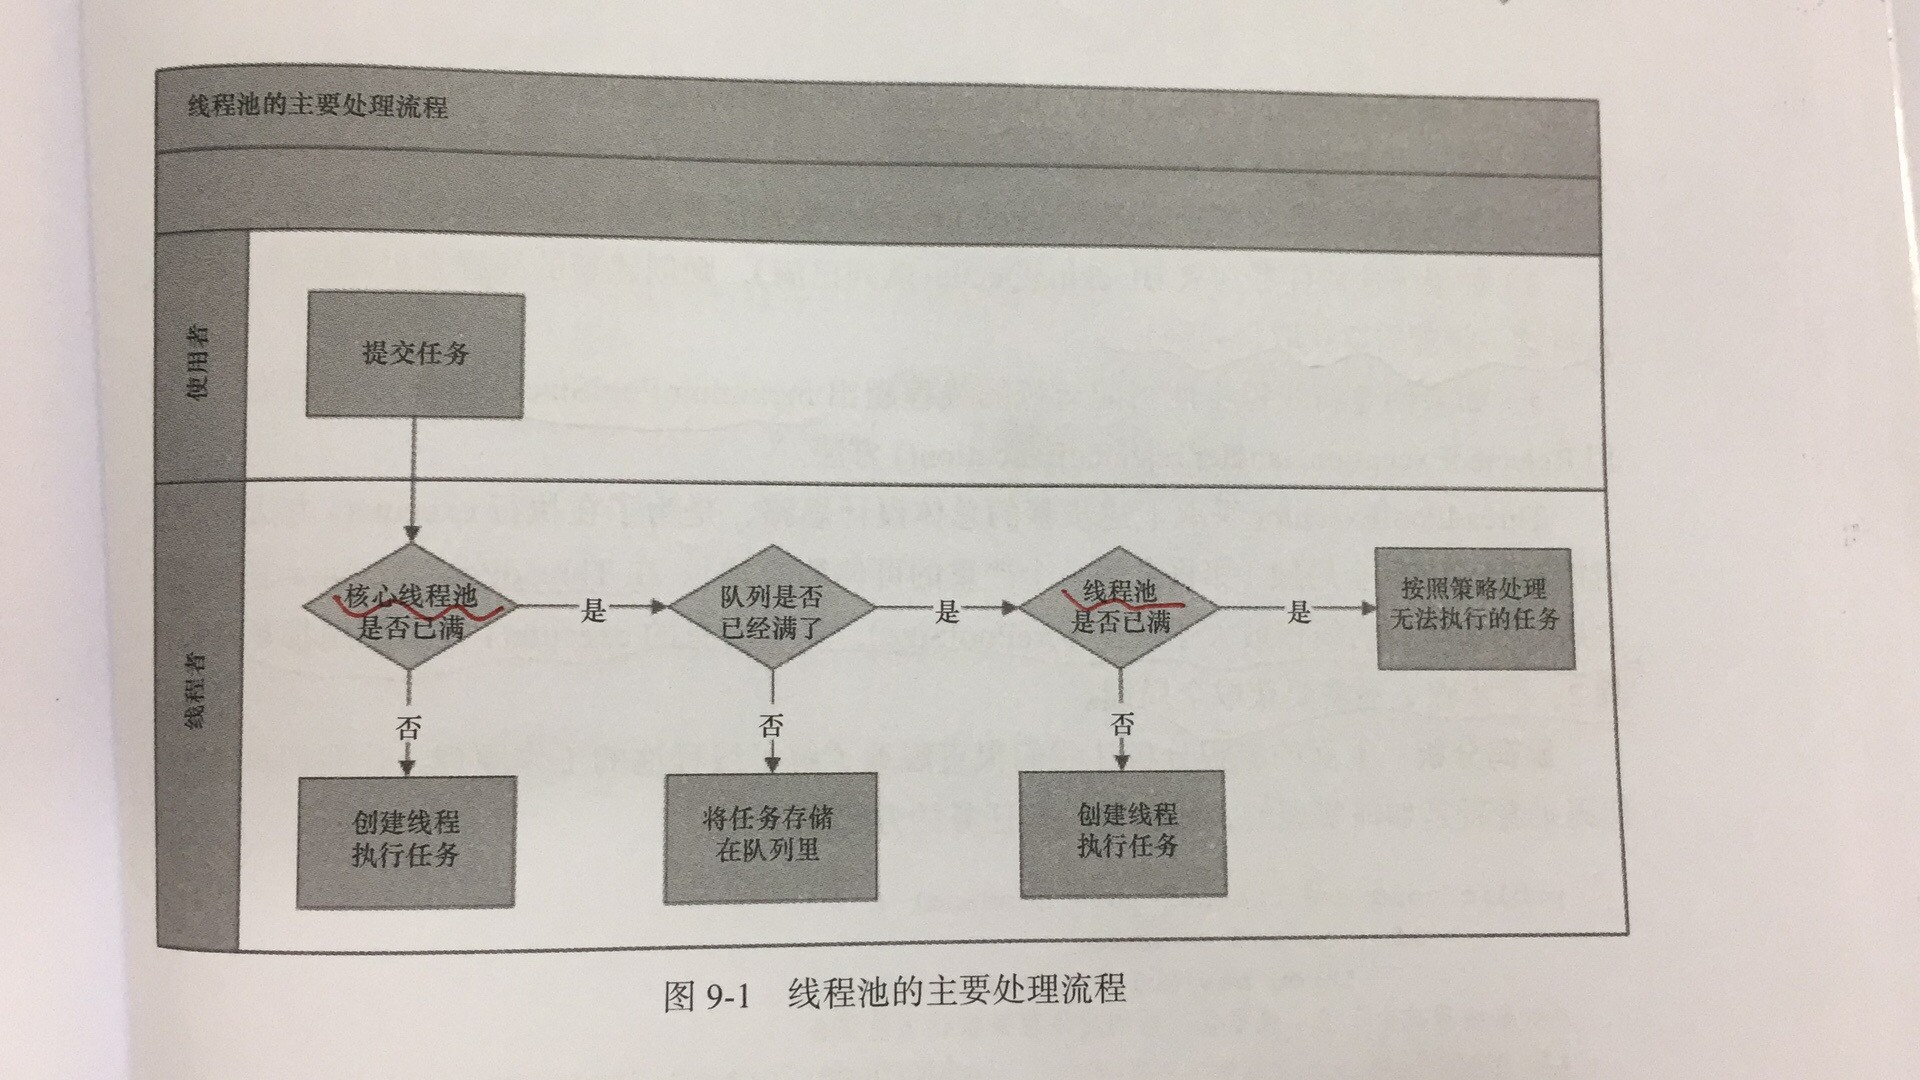 线程池的主要处理流程
使用者
提交任务
线程者
核心线程池
是否已满
是
队列是否
已经满了
是
线程池
是否已满
是
按照策略处理
无法执行的任务
否
否
否
创建线程
执行任务
将任务存储
在队列里
创建线程
执行任务
图 9-1 线程池的主要处理流程